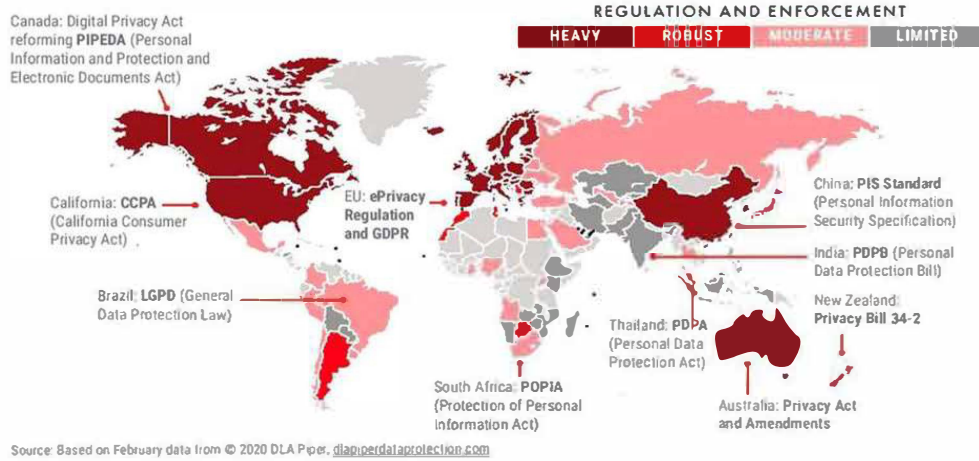 REGULATION AND ENFORCEMENT
HEAVY
ROBUST
MODERATE
LIMITED
Canada: Digital Privacy Act
reforming PIPEDA (Personal
Information and Protection and
Electronic Documents Act)
California: CCPA
(California Consumer
Privacy Act)
EU: ePrivacy
Regulation
and GDPR
China: PIS Standard
(Personal Information
Security Specification)
India: PDPB (Personal
Data Protection Bill)
Brazil: LGPD (General
Data Protection Law)
New Zealand:
Privacy Bill 34-2
Thailand: PDPA
(Personal Data
Protection Act)
South Africa: POPIA
(Protection of Personal
Information Act)
Australia: Privacy Act
and Amendments
Source: Based on February data from © 2020 DLA Piper, dlapiperdataprotection.com